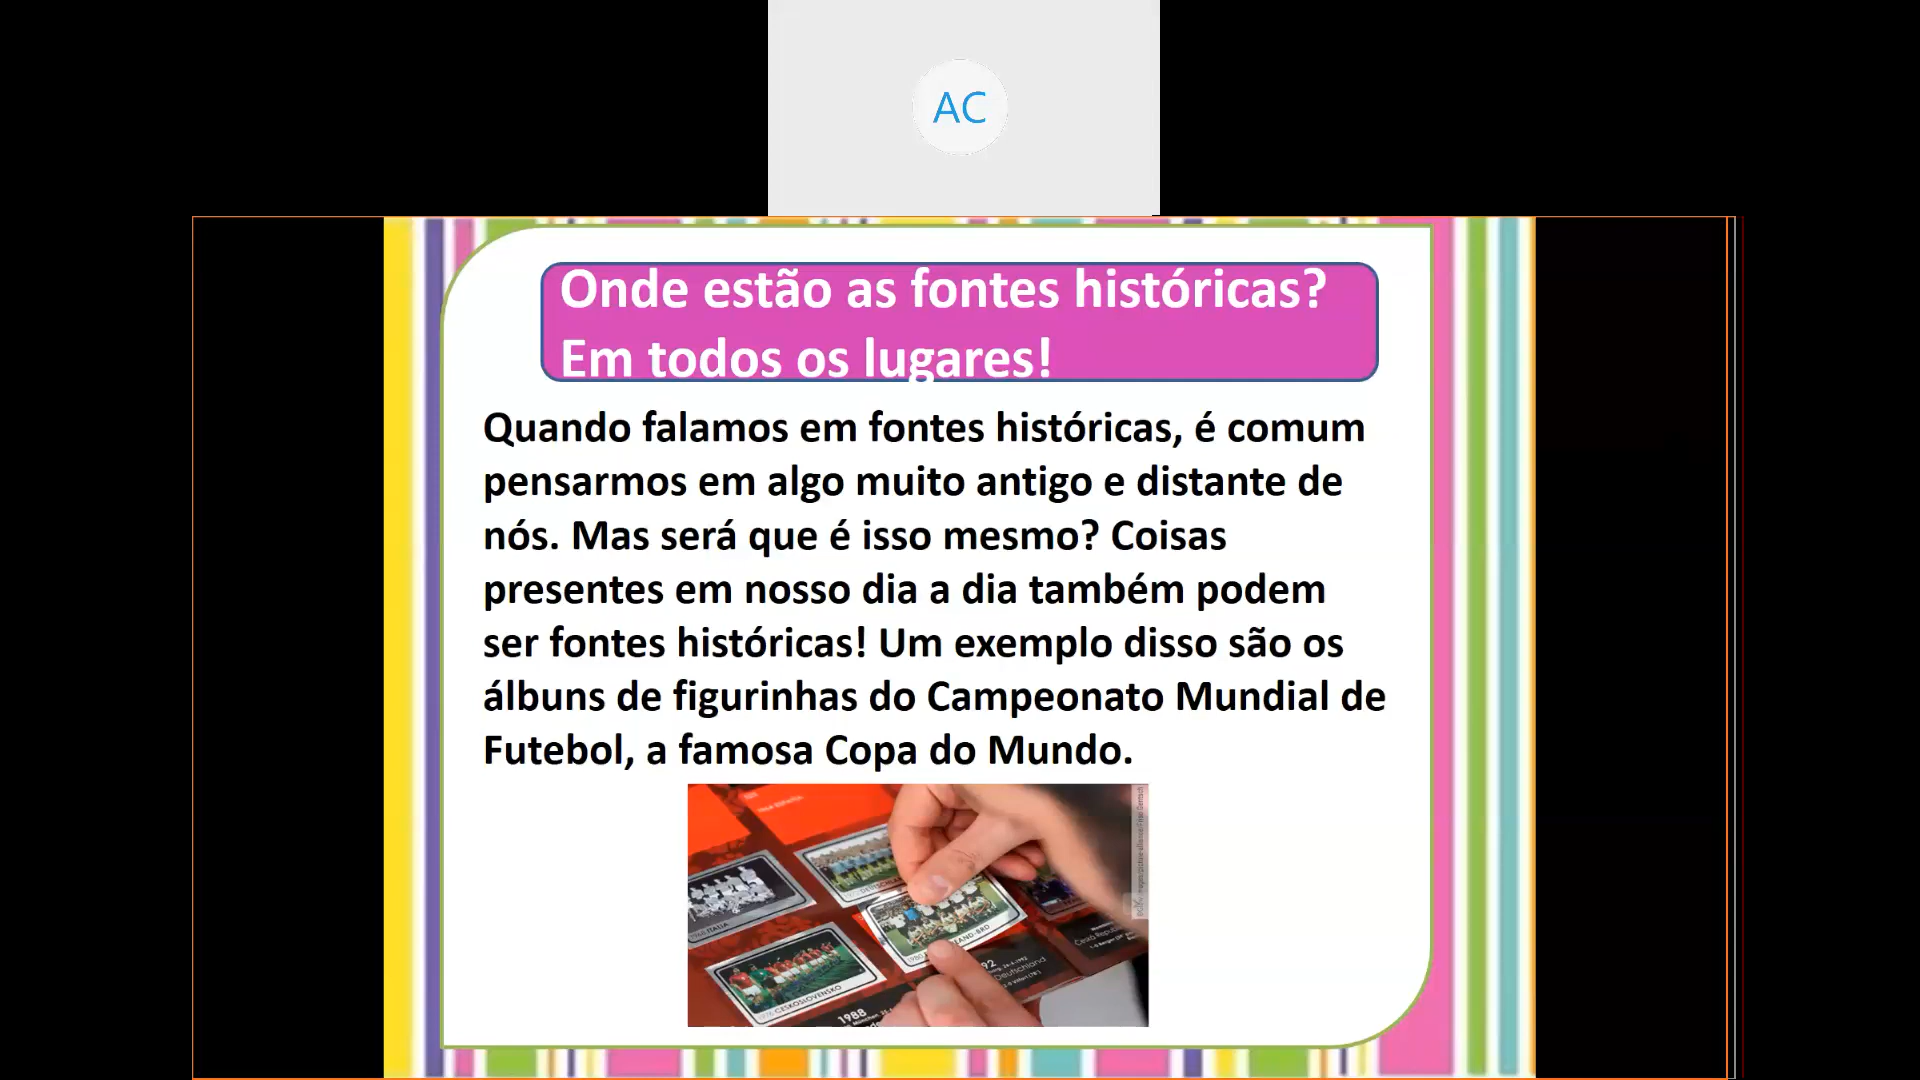 AC
Onde estão as fontes históricas?
Em todos os lugares!
Quando falamos em fontes históricas, é comum
pensarmos em algo muito antigo e distante de
nós. Mas será que é isso mesmo? Coisas
presentes em nosso dia a dia também podem
ser fontes históricas! Um exemplo disso são os
álbuns de figurinhas do Campeonato Mundial de
Futebol, a famosa Copa do Mundo.
ITALIA
ČESKOSLOVENSKO
1988
Deutschland